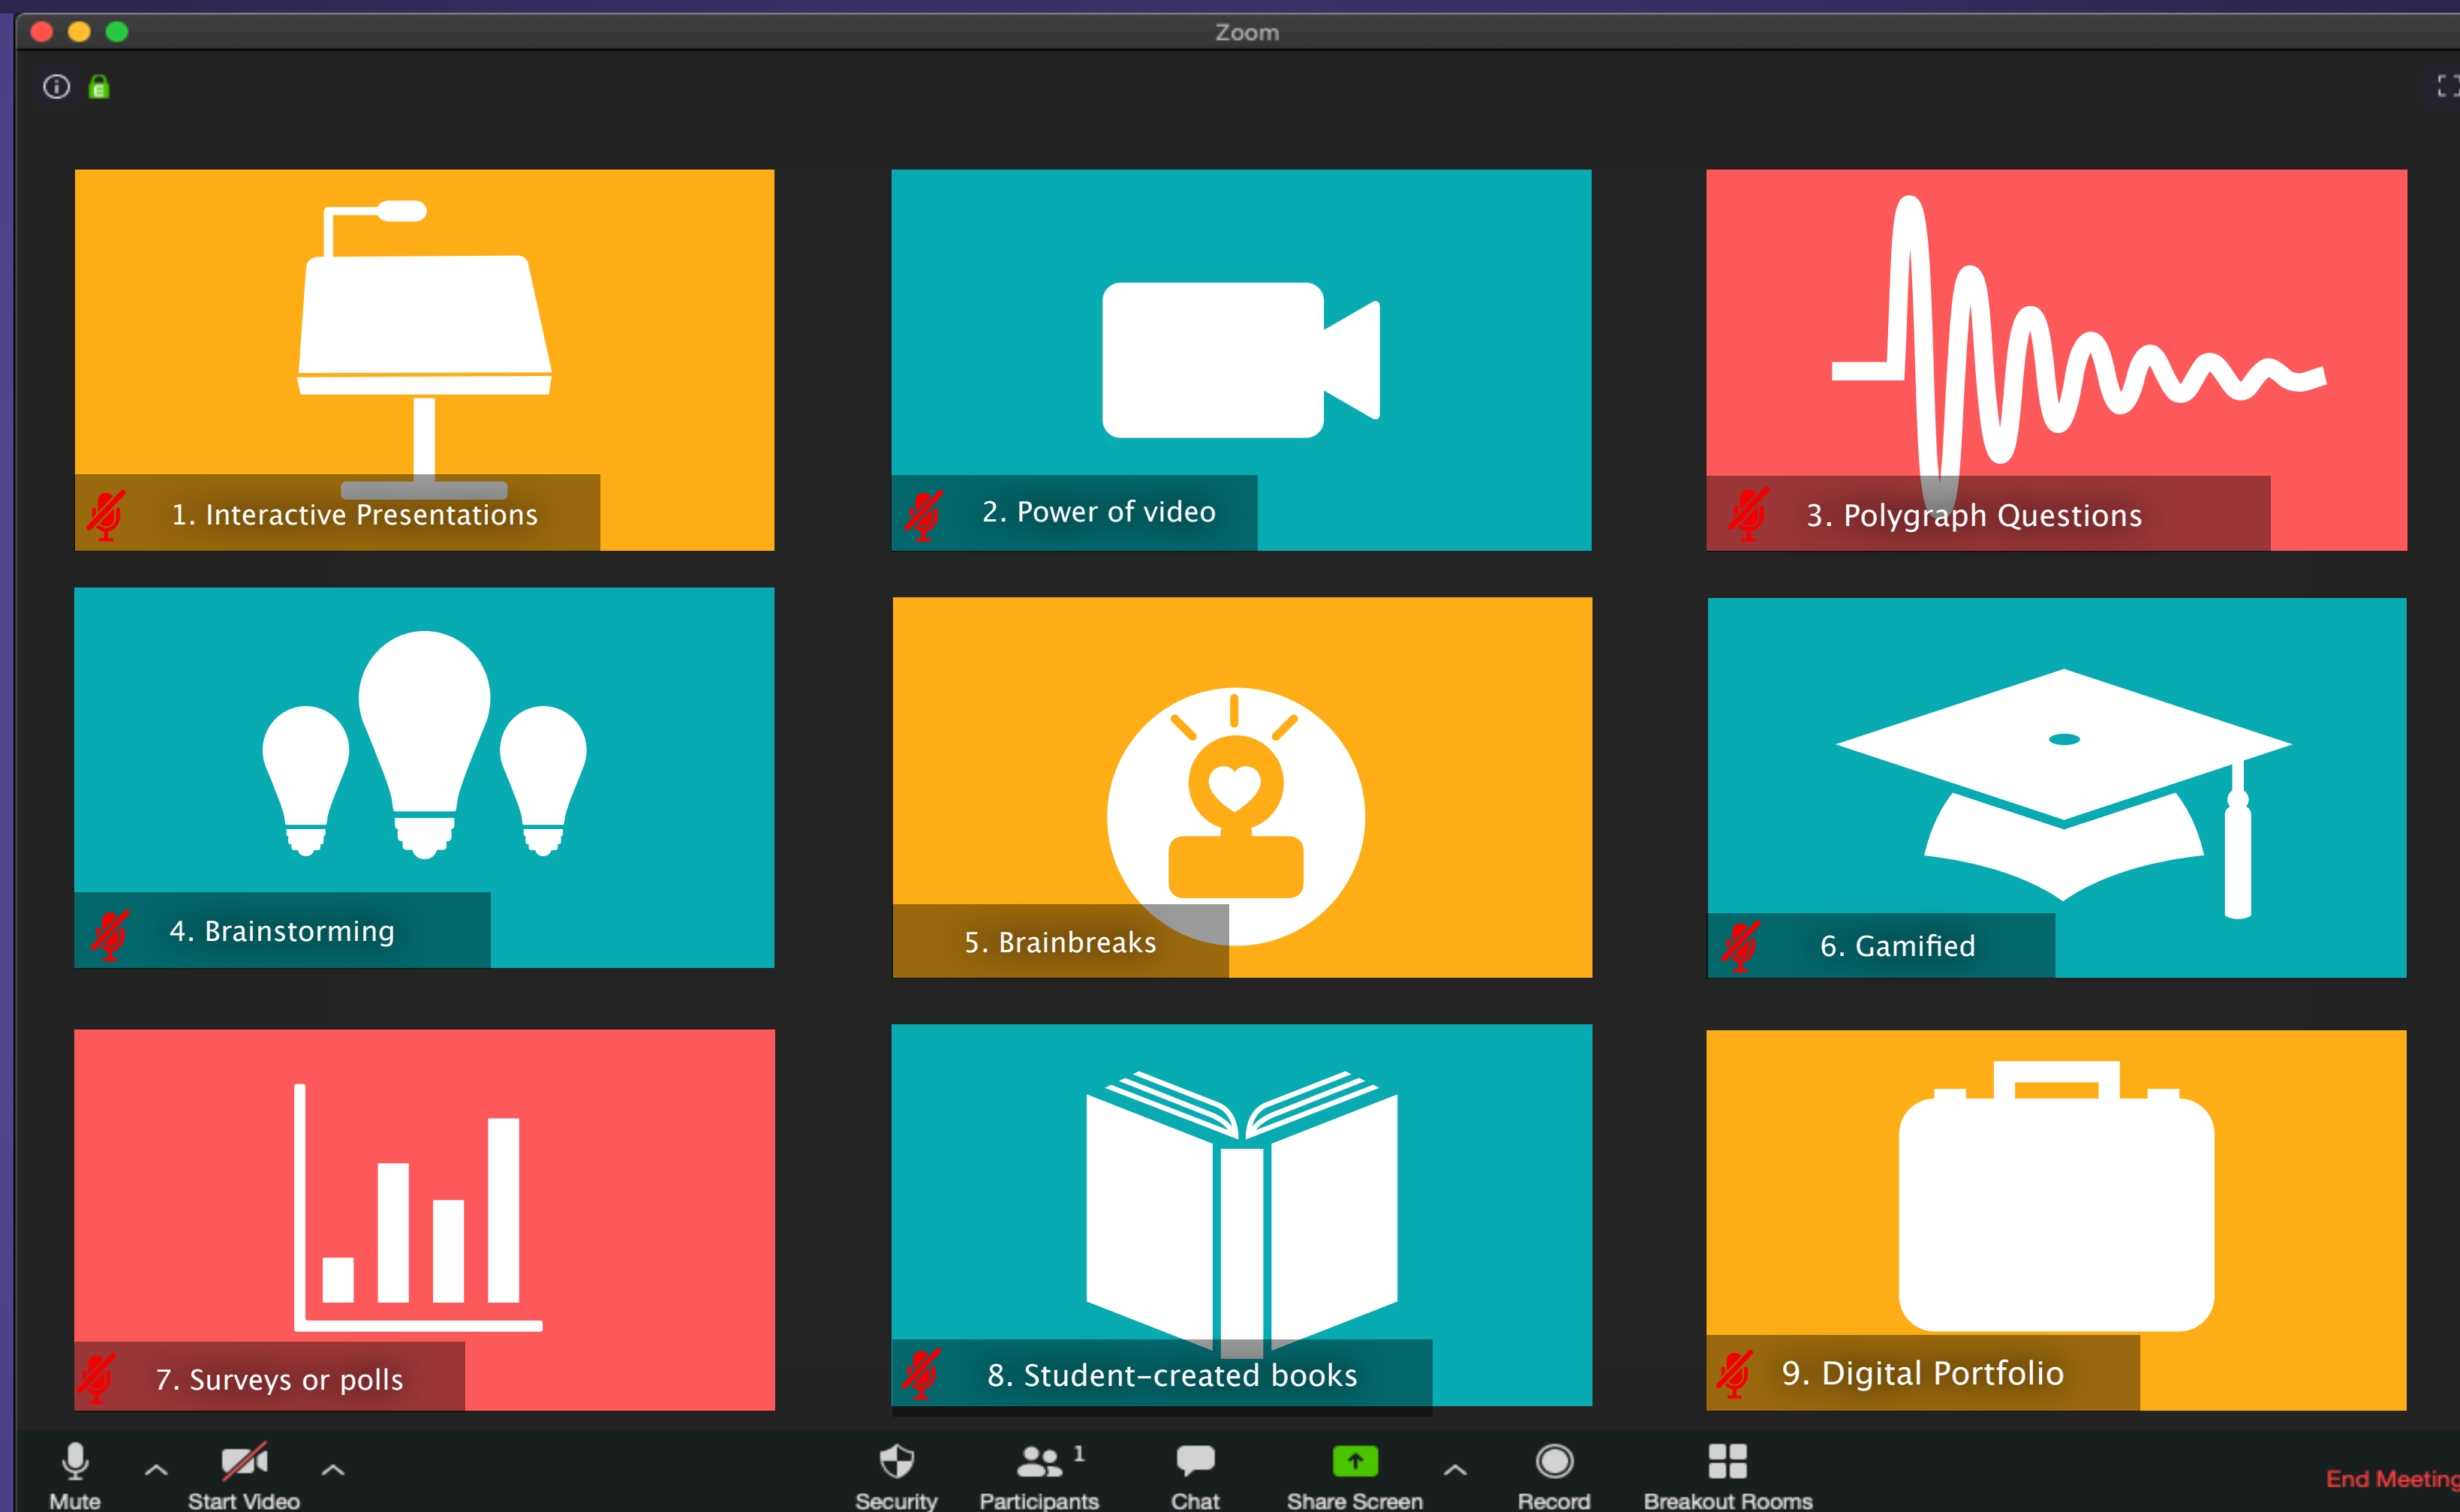 Zoom
1. Interactive Presentations
2. Power of video
3. Polygraph Questions
4. Brainstorming
5. Brainbreaks
6. Gamified
7. Surveys or polls
8. Student-created books
9. Digital Portfolio
1
Mute
Start Video
Security
Participants
Chat
Share Screen
Record
Breakout Rooms
End Meeting